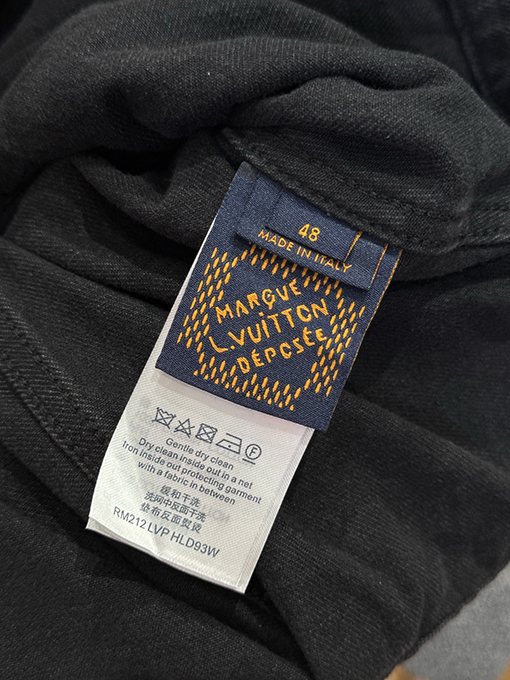 48
MADE IN ITALY
MARQUE
L.VUITTON
DÉPOSÉE
F
Gentle dry clean
Dry clean inside out in a net
Iron inside out protecting garment
with a fabric in between
缓和干洗
洗网中反面干洗
垫布反面熨烫
RM212 LVP HLD93W